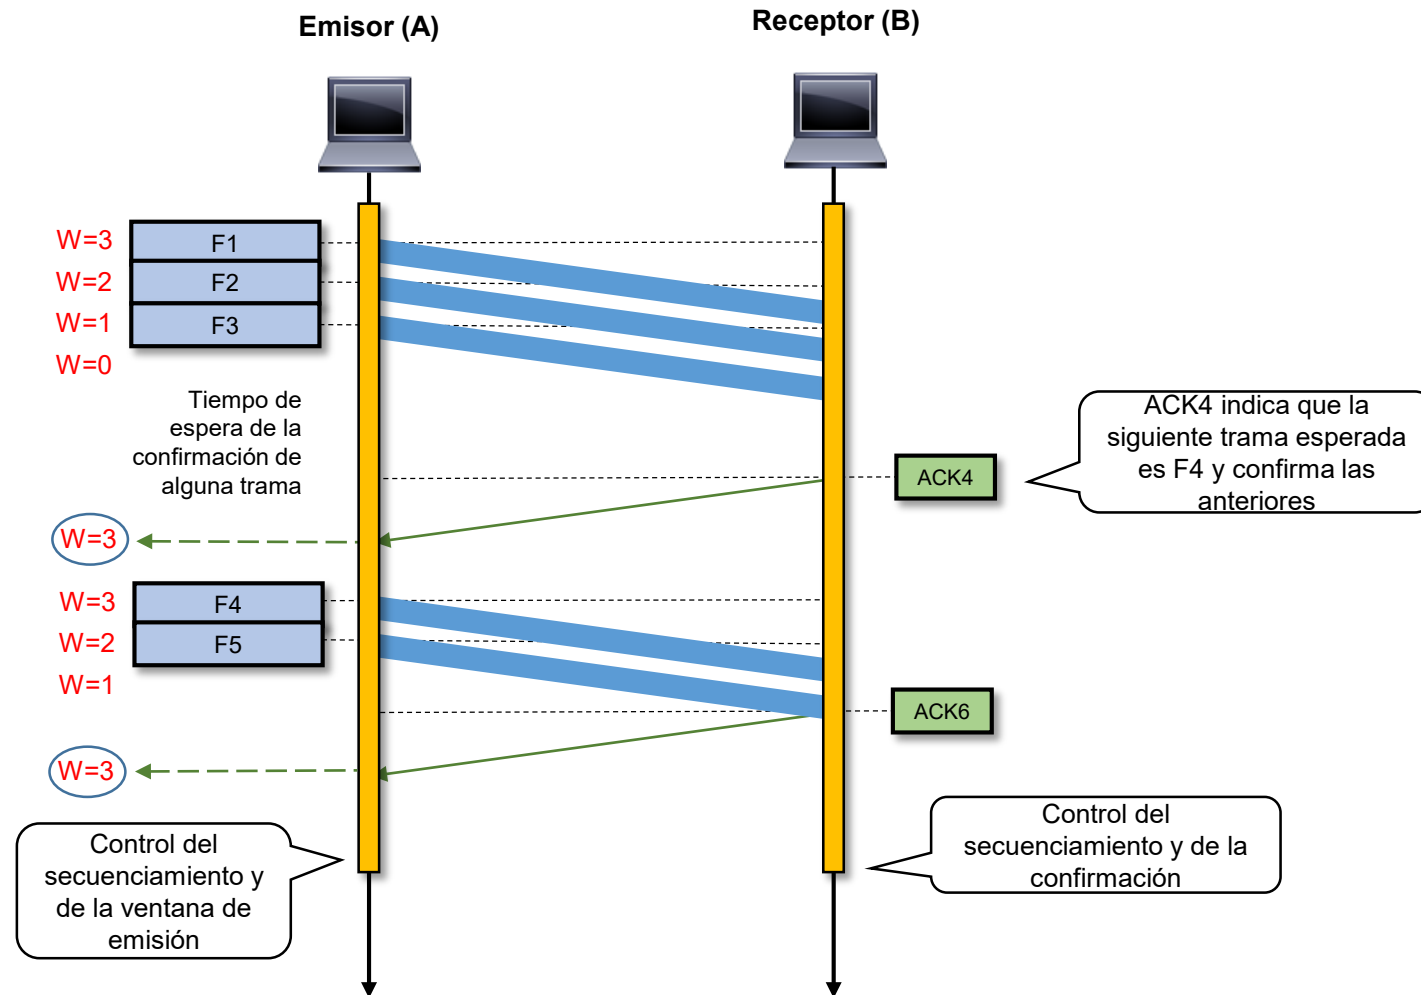 Emisor (A)
Receptor (B)
W=3
F1
W=2
F2
W=1
F3
W=0
Tiempo de
espera de la
confirmación de
alguna trama
ACK4
ACK4 indica que la
siguiente trama esperada
es F4 y confirma las
anteriores
W=3
W=3
F4
W=2
F5
W=1
ACK6
W=3
Control del
secuenciamiento y
de la ventana de
emisión
Control del
secuenciamiento y de la
confirmación